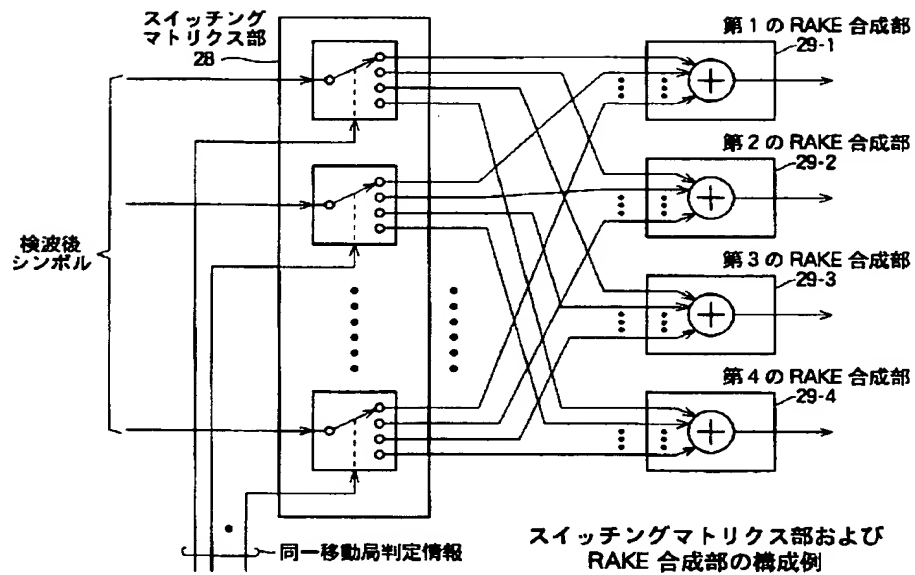 スイッチング
マトリクス部
28
第1の RAKE 合成部
29-1
第2の RAKE 合成部
29-2
検波後
シンボル
第3の RAKE 合成部
29-3
第4の RAKE 合成部
29-4
同一移動局判定情報
スイッチングマトリクス部および
RAKE 合成部の構成例